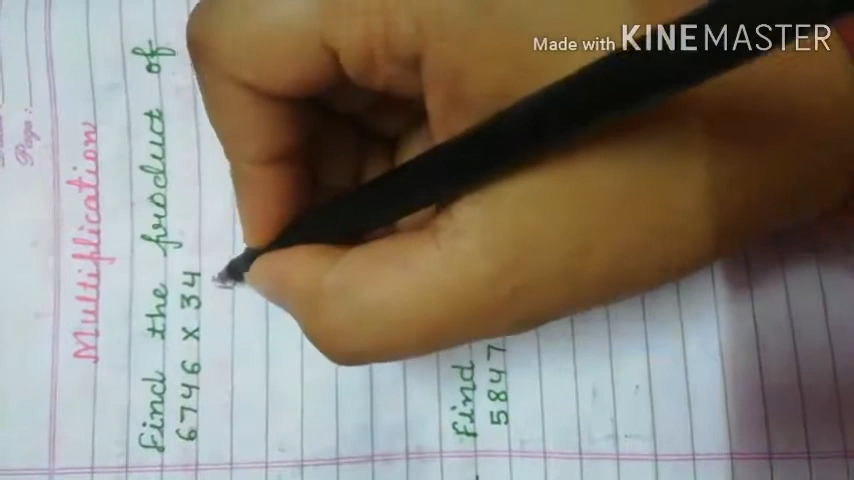 Made with KINEMASTER
Page :
Multiplication
Find the product of
6746 X 34
Find
5847